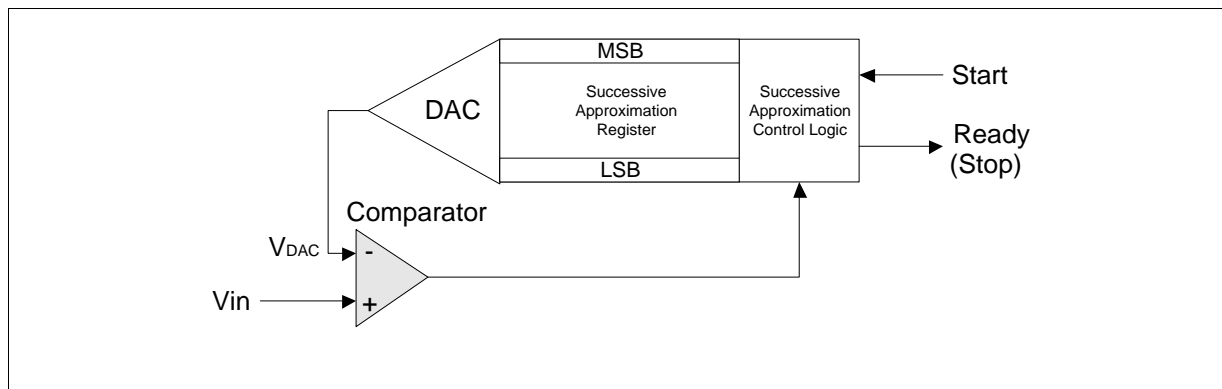 MSB
DAC
Successive
Approximation
Register
Successive
Approximation
Control Logic
LSB
Start
Ready
(Stop)
Comparator
VDAC
-
Vin
+